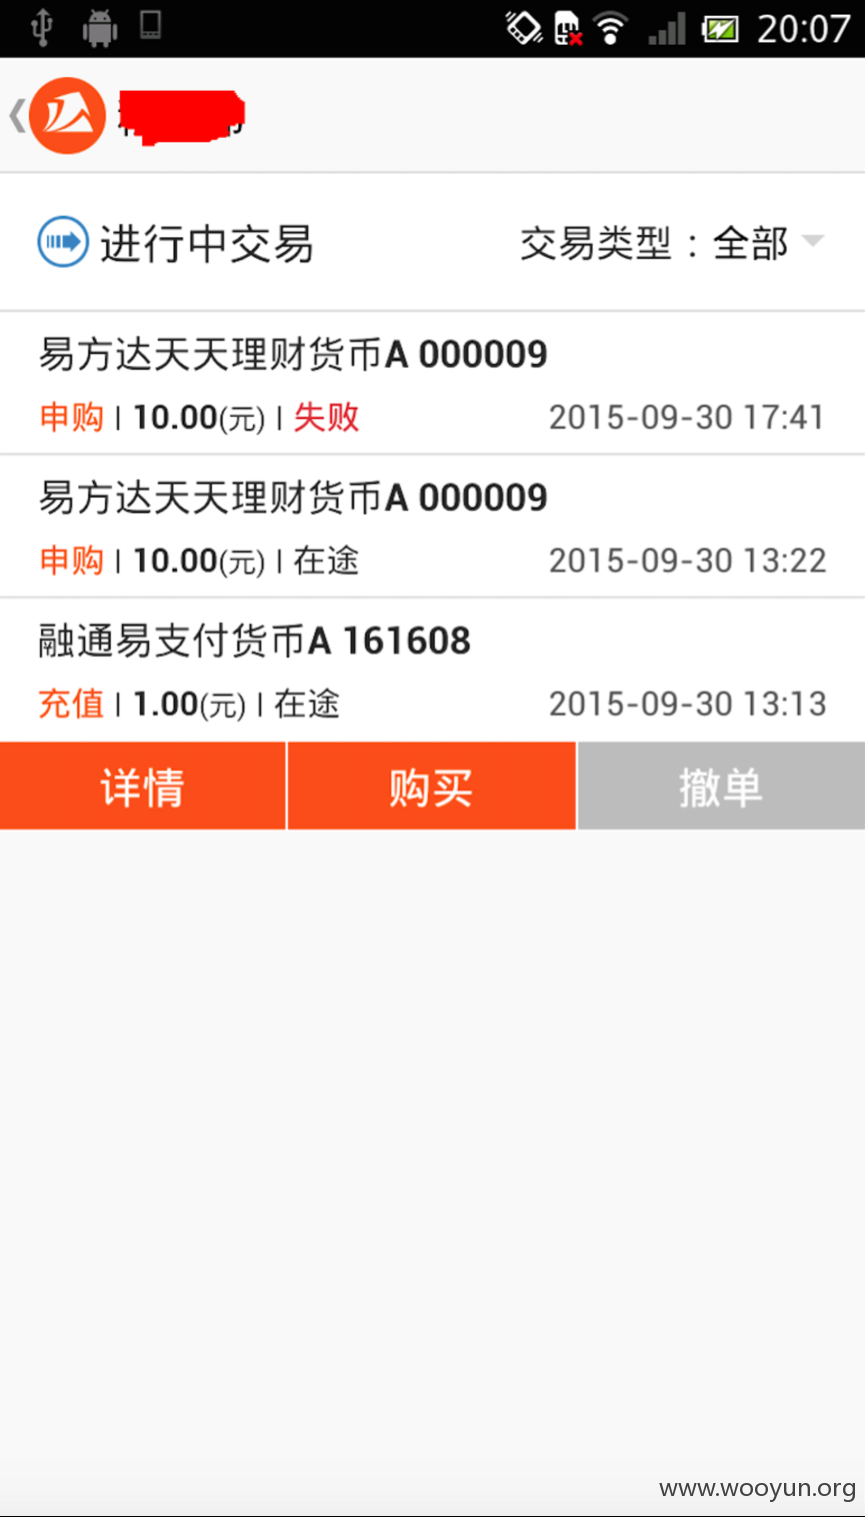 20:07
进行中交易 交易类型：全部
易方达天天理财货币A 000009
申购 | 10.00(元) | 失败 2015-09-30 17:41
易方达天天理财货币A 000009
申购 | 10.00(元) | 在途 2015-09-30 13:22
融通易支付货币A 161608
充值 | 1.00(元) | 在途 2015-09-30 13:13
详情 购买 撤单
www.wooyun.org